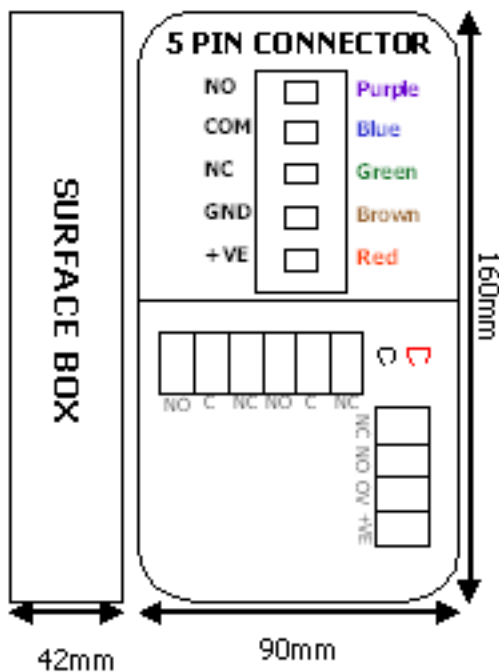 5 PIN CONNECTOR
NO Purple
COM Blue
NC Green
GND Brown
+VE Red
SURFACE BOX
160mm
NO C NC NO C NC
NC NO OV +VE
42mm
90mm